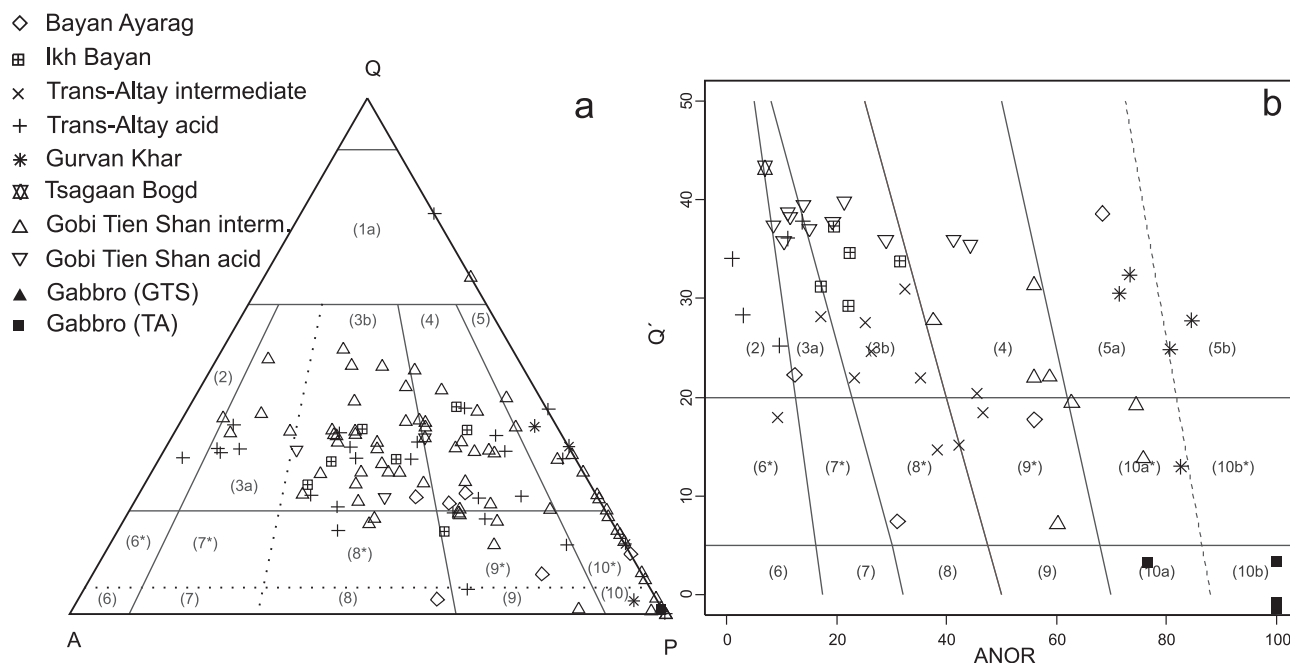 Bayan Ayarag
Ikh Bayan
Trans-Altay intermediate
Trans-Altay acid
Gurvan Khar
Tsagaan Bogd
Gobi Tien Shan interm.
Gobi Tien Shan acid
Gabbro (GTS)
Gabbro (TA)
Q
a
(1a)
(3b) (4) (5)
(2)
(3a)
(6*) (7*) (8*) (9*) (10*)
(6) (7) (8) (9) (10)
A
P
b
Q´
50
40
30
20
10
0
(2) (3a) (3b) (4) (5a) (5b)
(6*) (7*) (8*) (9*) (10a*) (10b*)
(6) (7) (8) (9) (10a) (10b)
0 20 40 60 80 100
ANOR